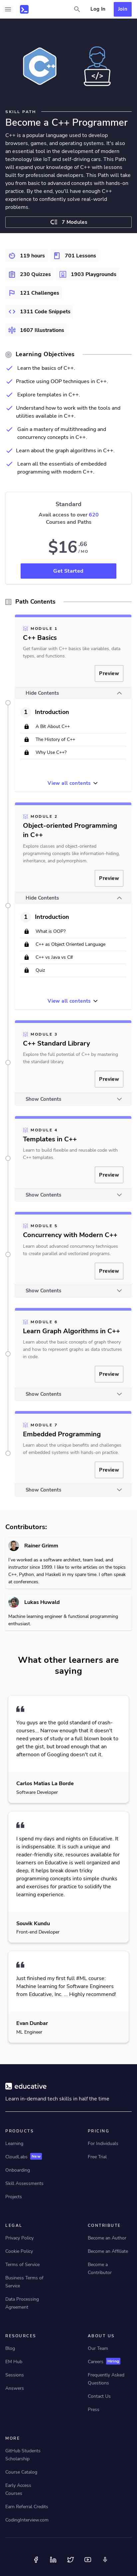 Log In
Join
SKILL PATH
Become a C++ Programmer
C++ is a popular language used to develop
browsers, games, and operating systems. It's also
an essential tool in the development of modern
technology like IoT and self-driving cars. This Path
will expand your knowledge of C++ with lessons
built for all skill levels. Through this path, you'll take
you from basic to advanced concepts with hands-on
practice. By the end, you'll have enough C++
experience to confidently solve real-world
problems.
7 Modules
119 hours
701 Lessons
230 Quizzes
1903 Playgrounds
121 Challenges
1311 Code Snippets
1607 Illustrations
Learning Objectives
Learn the basics of C++.
Practice using OOP techniques in C++.
Explore templates in C++.
Understand how to work with the tools and
utilities available in C++.
Gain a mastery of multithreading and
concurrency concepts in C++.
Learn about the graph algorithms in C++.
Learn all the essentials of embedded
programming with modern C++.
Standard
Avail access to over 620
Courses and Paths
$16.66
/MO
Get Started
Path Contents
MODULE 1
C++ Basics
Get familiar with C++ basics like variables, data
types, and functions.
Preview
Hide Contents
1 Introduction
A Bit About C++
The History of C++
Why Use C++?
View all contents
MODULE 2
Object-oriented Programming
in C++
Explore classes and object-oriented
programming concepts like information hiding,
inheritance, and polymorphism.
Preview
Hide Contents
1 Introduction
What is OOP?
C++ as Object Oriented Language
C++ vs Java vs C#
Quiz
View all contents
MODULE 3
C++ Standard Library
Explore the full potential of C++ by mastering
the standard library.
Preview
Show Contents
MODULE 4
Templates in C++
Learn to build flexible and reusable code with
C++ templates.
Preview
Show Contents
MODULE 5
Concurrency with Modern C++
Learn about advanced concurrency techniques
to create parallel and responsive programs.
Preview
Show Contents
MODULE 6
Learn Graph Algorithms in C++
Learn about the basic concepts of graph theory
and how to represent graphs as data structures
in code.
Preview
Show Contents
MODULE 7
Embedded Programming
Learn about the unique benefits and challenges
of embedded systems with hands-on practice.
Preview
Show Contents
Contributors:
Rainer Grimm
I've worked as a software architect, team lead, and
instructor since 1999. I like to write articles on the topics
C++, Python, and Haskell in my spare time. I often speak
at conferences.
Lukas Huwald
Machine learning engineer & functional programming
enthusiast.
What other learners are
saying
You guys are the gold standard of crash-
courses... Narrow enough that it doesn't
need years of study or a full blown book to
get the gist, but broad enough that an
afternoon of Googling doesn't cut it.
Carlos Matias La Borde
Software Developer
I spend my days and nights on Educative. It
is indispensable. It is such a unique and
reader-friendly site, resources available for
learners on Educative is well organized and
deeply impactful, it even helps the entry
level learner grasp complex topics thanks
to its succinct and simple language and
includes as much practice to solidify the
learning experience.
Souvik Kundu
Front-end Developer
Just finished my first full #ML course:
Machine learning for Software Engineers
from Educative, Inc. ... Highly recommend!
Evan Dunbar
ML Engineer
educative
Learn in-demand tech skills in half the time
PRODUCTS
Learning
CloudLabs New
Onboarding
Skill Assessments
Projects
PRICING
For Individuals
Free Trial
LEGAL
Privacy Policy
Cookie Policy
Terms of Service
Business Terms of
Service
Data Processing
Agreement
CONTRIBUTE
Become an Author
Become an Affiliate
Become a
Contributor
RESOURCES
Blog
EM Hub
Sessions
Answers
ABOUT US
Our Team
Careers Hiring
Frequently Asked
Questions
Contact Us
Press
MORE
GitHub Students
Scholarship
Course Catalog
Early Access
Courses
Earn Referral Credits
CodingInterview.com